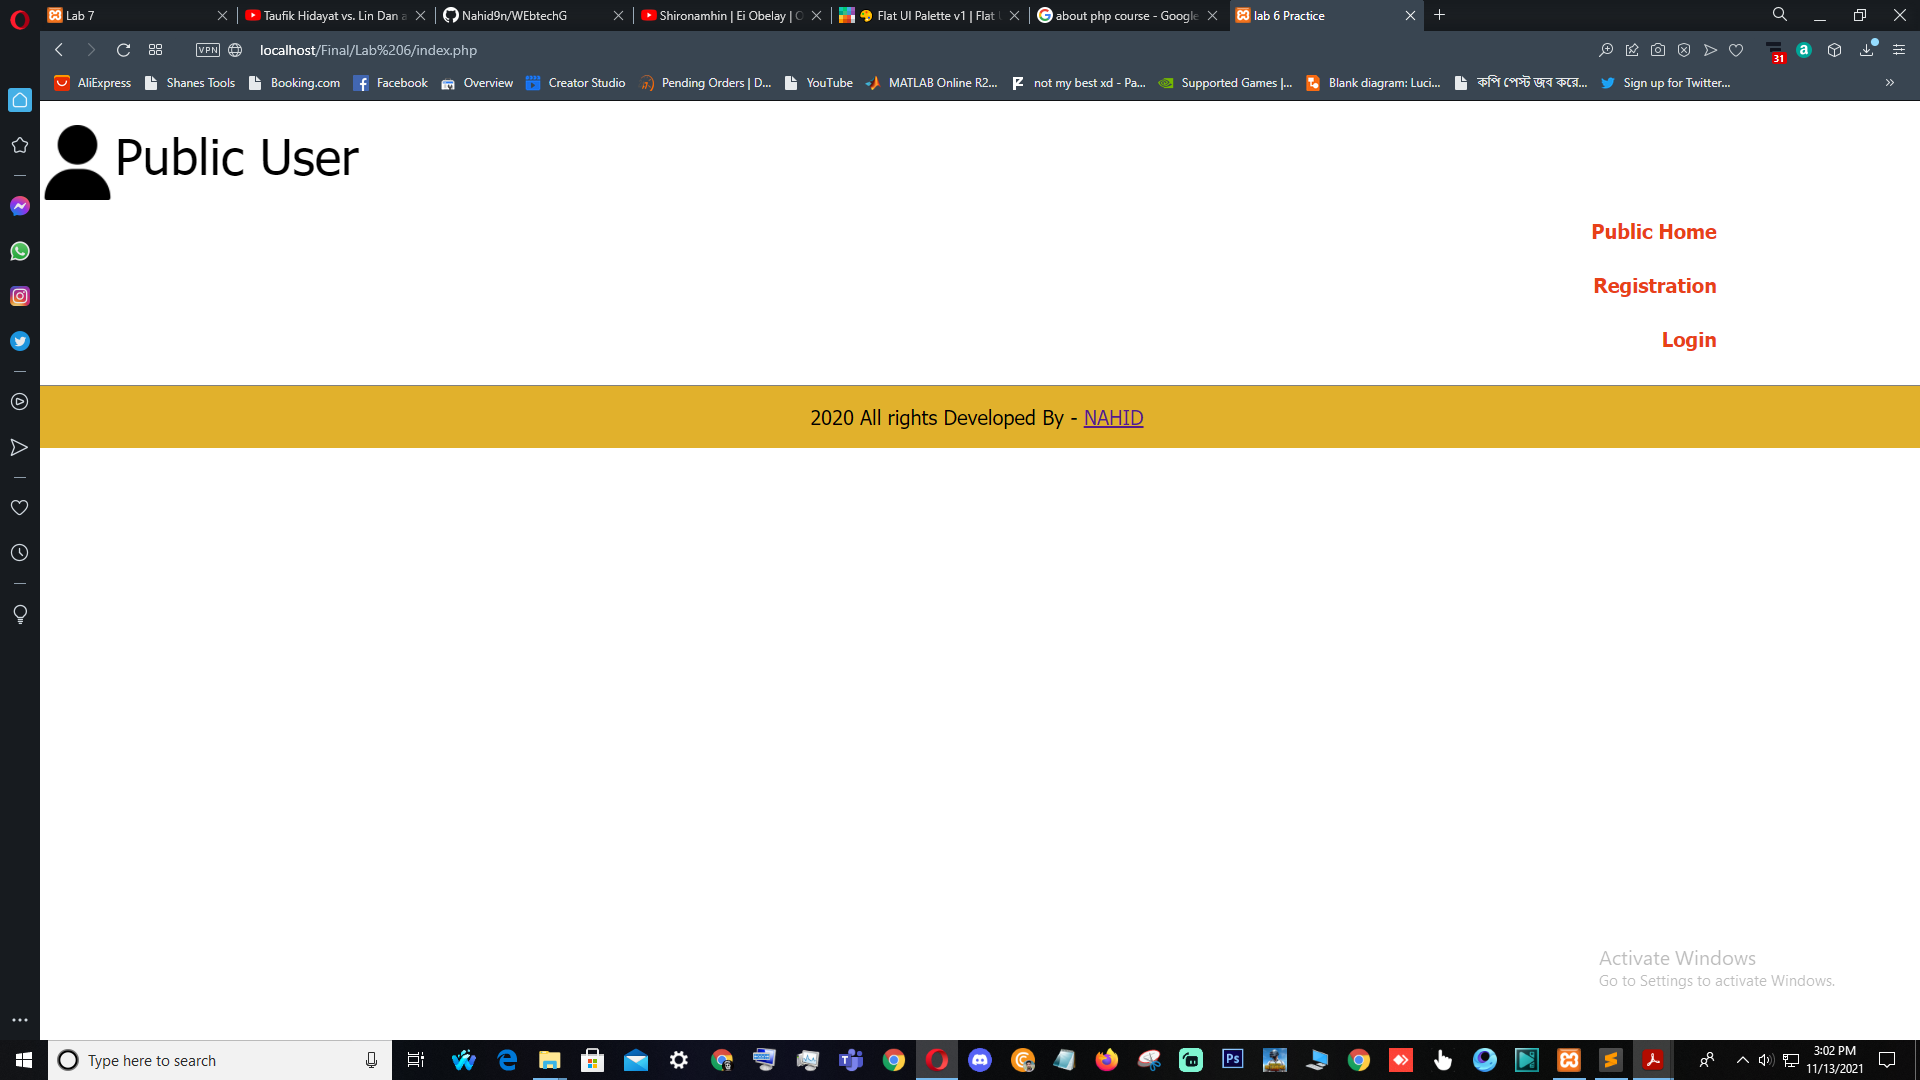 Lab 7
Taufik Hidayat vs. Lin Dan a
Nahid9n/WEbtechG
Shironamhin | Ei Obelay | O
Flat UI Palette v1 | Flat U
about php course - Google
lab 6 Practice
VPN
localhost/Final/Lab%206/index.php
31
AliExpress
Shanes Tools
Booking.com
Facebook
Overview
Creator Studio
Pending Orders | D...
YouTube
MATLAB Online R2...
not my best xd - Pa...
Supported Games |...
Blank diagram: Luci...
কপি পেস্ট জব করে...
Sign up for Twitter...
Public User
Public Home
Registration
Login
2020 All rights Developed By - NAHID
Activate Windows
Go to Settings to activate Windows.
Type here to search
Ps
3:02 PM
11/13/2021